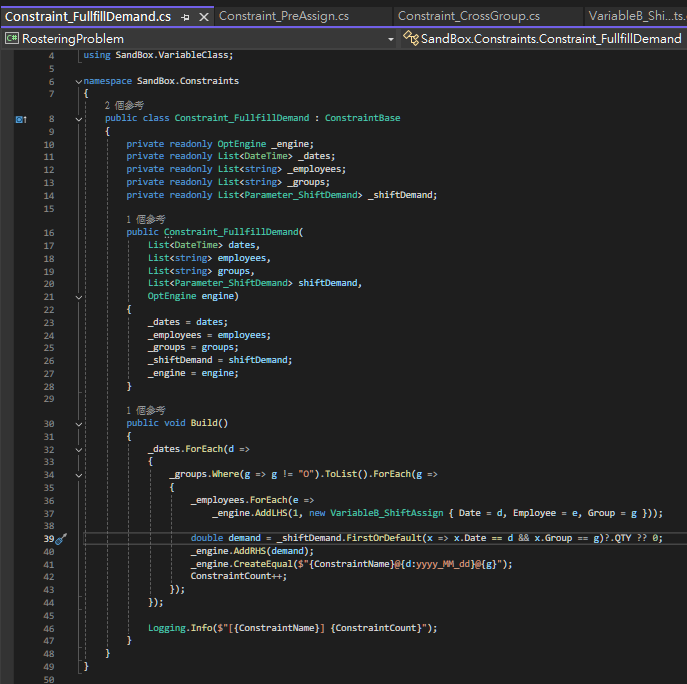 Constraint_FullfillDemand.cs Constraint_PreAssign.cs Constraint_CrossGroup.cs VariableB_Shi...ts.
C# RosteringProblem SandBox.Constraints.Constraint_FullfillDemand
4 using SandBox.VariableClass;
5
6 namespace SandBox.Constraints
7 {
2 個參考
8 public class Constraint_FullfillDemand : ConstraintBase
9 {
10 private readonly OptEngine _engine;
11 private readonly List<DateTime> _dates;
12 private readonly List<string> _employees;
13 private readonly List<string> _groups;
14 private readonly List<Parameter_ShiftDemand> _shiftDemand;
15
1 個參考
16 public Constraint_FullfillDemand(
17 List<DateTime> dates,
18 List<string> employees,
19 List<string> groups,
20 List<Parameter_ShiftDemand> shiftDemand,
21 OptEngine engine)
22 {
23 _dates = dates;
24 _employees = employees;
25 _groups = groups;
26 _shiftDemand = shiftDemand;
27 _engine = engine;
28 }
29
1 個參考
30 public void Build()
31 {
32 _dates.ForEach(d =>
33 {
34 _groups.Where(g => g != "O").ToList().ForEach(g =>
35 {
36 _employees.ForEach(e =>
37 _engine.AddLHS(1, new VariableB_ShiftAssign { Date = d, Employee = e, Group = g }));
38
39 double demand = _shiftDemand.FirstOrDefault(x => x.Date == d && x.Group == g)?.QTY ?? 0;
40 _engine.AddRHS(demand);
41 _engine.CreateEqual($"{ConstraintName}@{d:yyyy_MM_dd}@{g}");
42 ConstraintCount++;
43 });
44 });
45
46 Logging.Info($"[{ConstraintName}] {ConstraintCount}");
47 }
48 }
49 }
50